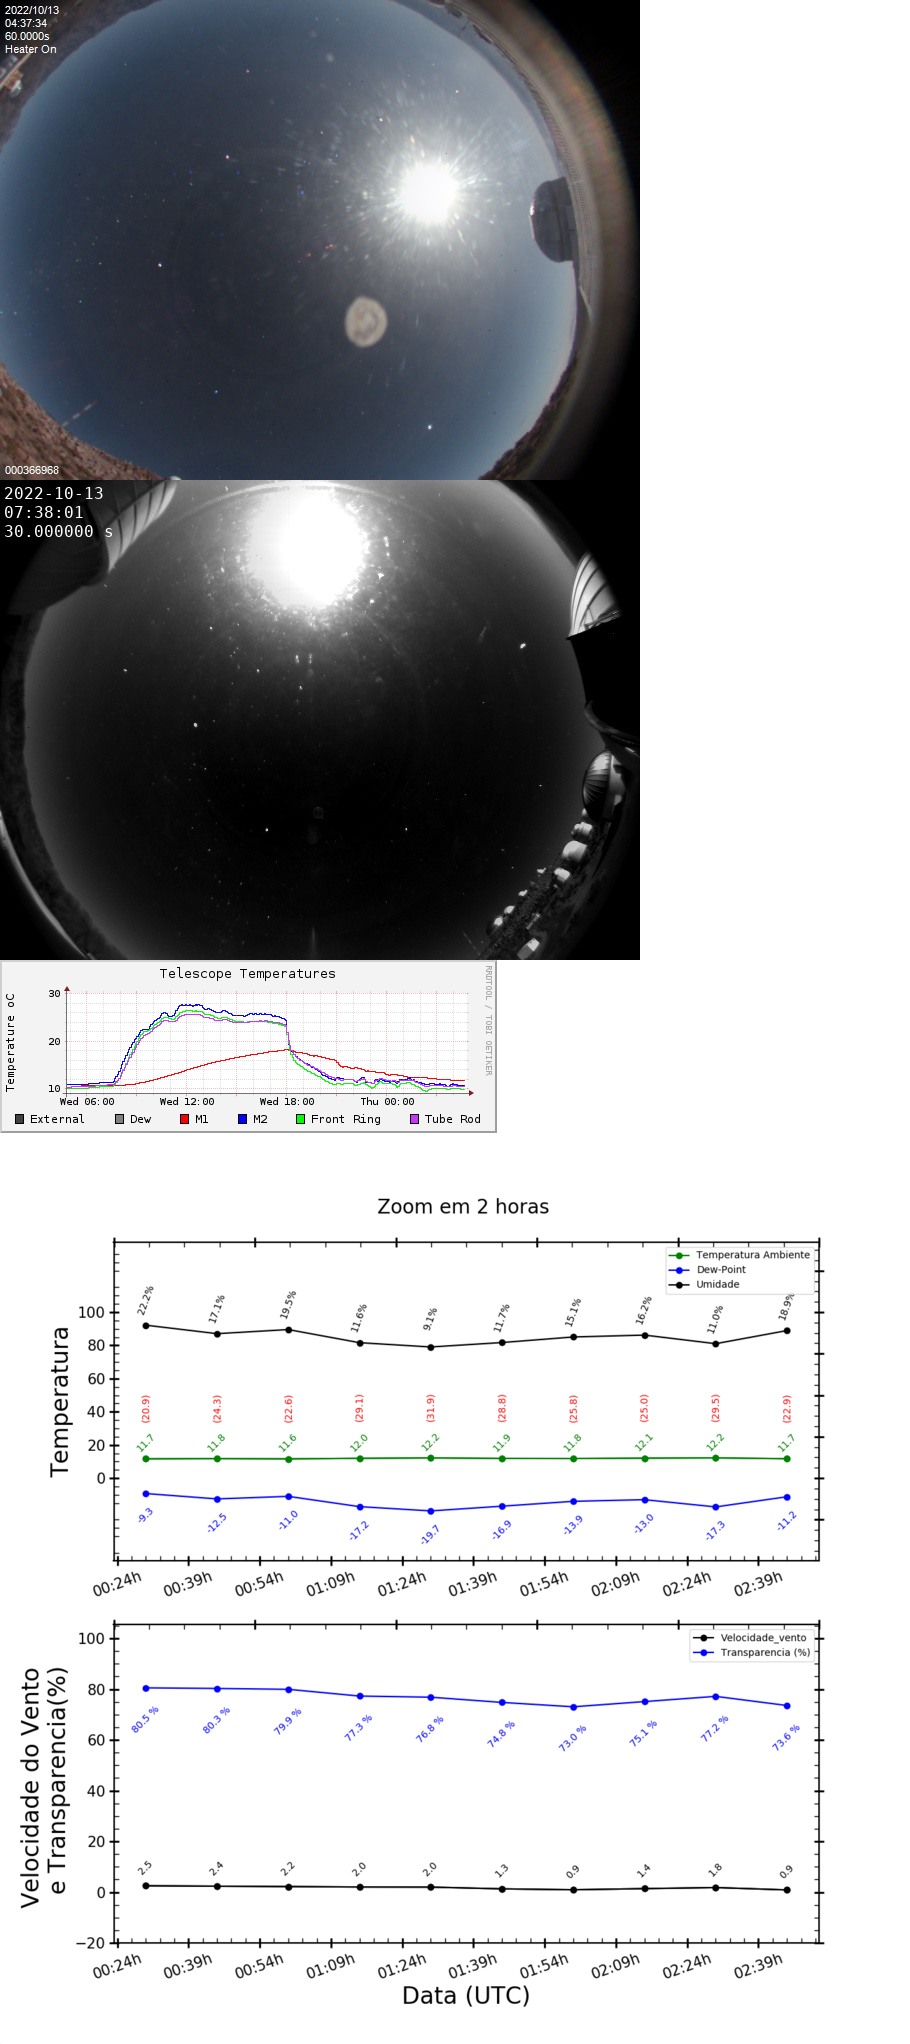 2022/10/13
04:37:34
60.0000s
Heater On
000366968
2022-10-13
07:38:01
30.000000 s
Telescope Temperatures
RRDTOOL / TOBI OETIKER
Temperature oC
30
20
10
Wed 06:00 Wed 12:00 Wed 18:00 Thu 00:00
External Dew M1 M2 Front Ring Tube Rod
Zoom em 2 horas
Temperatura Ambiente
Dew-Point
Umidade
Temperatura
100
80
60
40
20
0
22.2% 17.1% 19.5% 11.6% 9.1% 11.7% 15.1% 16.2% 11.0% 18.9%
(20.9) (24.3) (22.6) (29.1) (31.9) (28.8) (25.8) (25.0) (29.5) (22.9)
11.7 11.8 11.6 12.0 12.2 11.9 11.8 12.1 12.2 11.7
-9.3 -12.5 -11.0 -17.2 -19.7 -16.9 -13.9 -13.0 -17.3 -11.2
00:24h 00:39h 00:54h 01:09h 01:24h 01:39h 01:54h 02:09h 02:24h 02:39h
Velocidade_vento
Transparencia (%)
Velocidade do Vento
e Transparencia(%)
100
80
60
40
20
0
−20
80.5 % 80.3 % 79.9 % 77.3 % 76.8 % 74.8 % 73.0 % 75.1 % 77.2 % 73.6 %
2.5 2.4 2.2 2.0 2.0 1.3 0.9 1.4 1.8 0.9
00:24h 00:39h 00:54h 01:09h 01:24h 01:39h 01:54h 02:09h 02:24h 02:39h
Data (UTC)